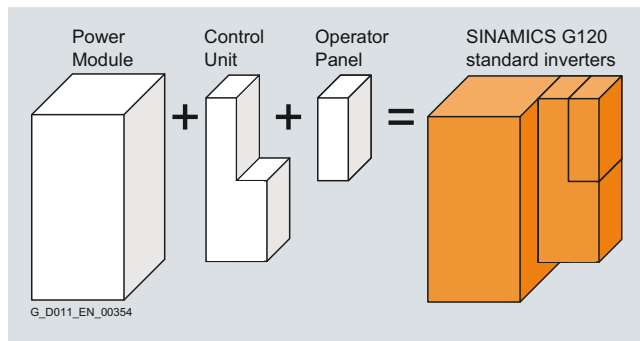 Power
Module
+
Control
Unit
+
Operator
Panel
=
SINAMICS G120
standard inverters
G_D011_EN_00354